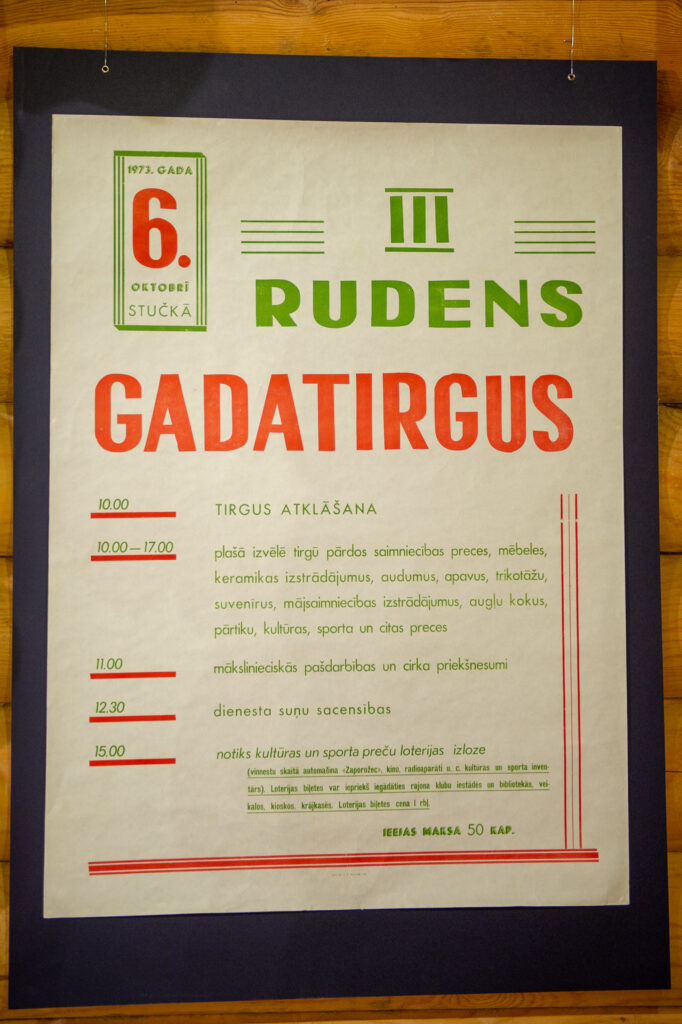 1973. GADA
6.
OKTOBRĪ
STUČKĀ
III
RUDENS
GADATIRGUS
10.00 TIRGUS ATKLĀŠANA
10.00—17.00 plašā izvēlē tirgū pārdos saimniecības preces, mēbeles,
keramikas izstrādājumus, audumus, apavus, trikotāžu,
suvenīrus, mājsaimniecības izstrādājumus, augļu kokus,
pārtiku, kultūras, sporta un citas preces
11.00 mākslinieciskās pašdarbības un cirka priekšnesumi
12.30 dienesta suņu sacensības
15.00 notiks kultūras un sporta preču loterijas izloze
(vinnestu skaitā automašīna «Zaporožec», kino, radioaparāti u. c. kultūras un sporta inven-
tārs). Loterijas biļetes var iepriekš iegādāties rajona klubu iestādēs un bibliotēkās, vei-
kalos, kioskos, krājkasēs. Loterijas biļetes cena 1 rbļ.
IEEJAS MAKSA 50 KAP.